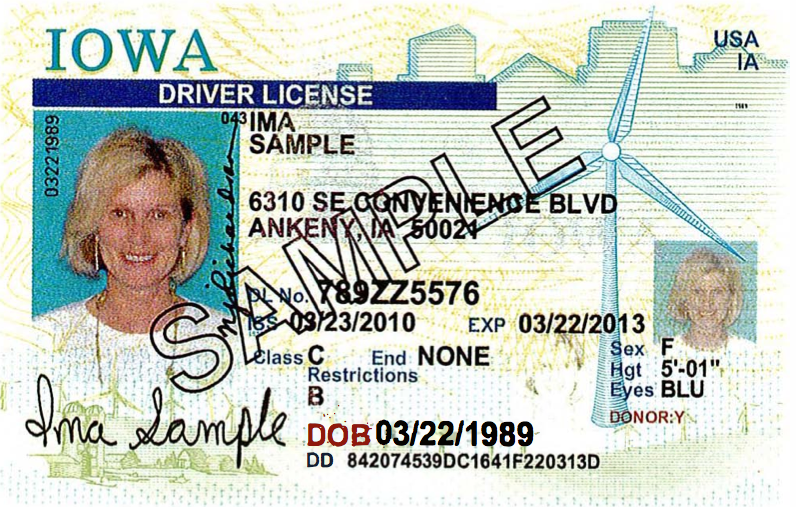 IOWA
USA
IA
DRIVER LICENSE
1989
03221989
043
IMA
SAMPLE
6310 SE CONVENIENCE BLVD
ANKENY, IA 50021
SAMPLE
DL No. 789ZZ5576
ISS 03/23/2010 EXP 03/22/2013
Class C End NONE
Restrictions
B
Sex F
Hgt 5'-01"
Eyes BLU
DONOR:Y
Ima Sample
DOB 03/22/1989
DD 842074539DC1641F220313D